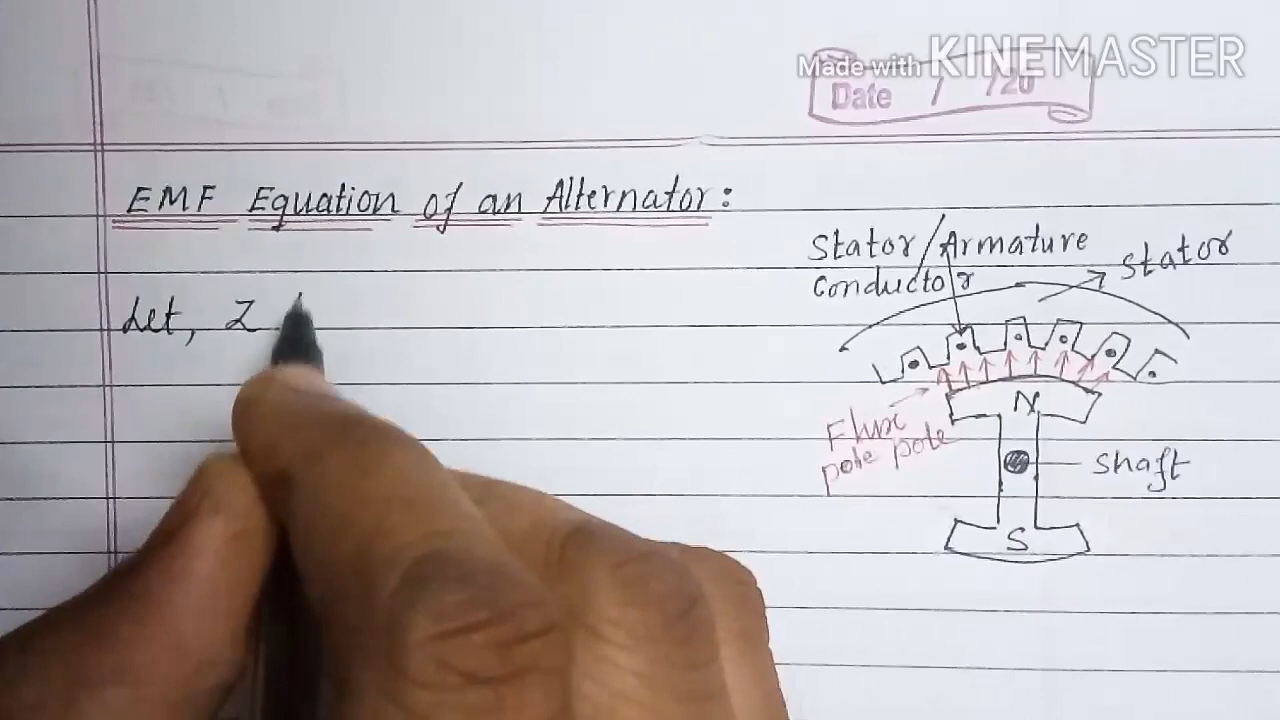 Made with KINEMASTER
Date / /20
EMF Equation of an Alternator:
Stator/Armature
conductor
stator
Let, Z
N
Flux
pole pole
shaft
S